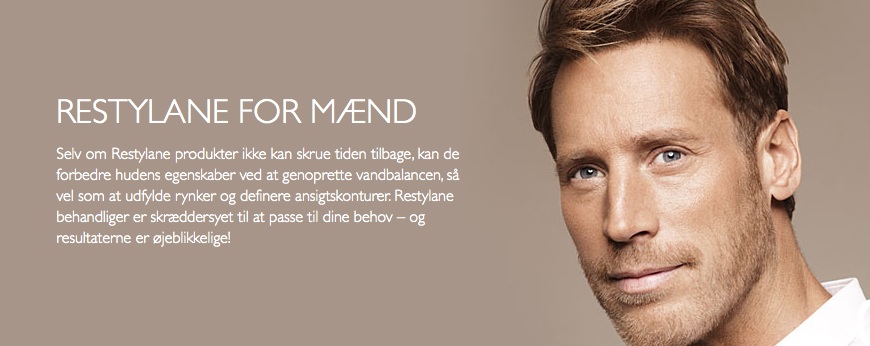 RESTYLANE FOR MÆND
Selv om Restylane produkter ikke kan skrue tiden tilbage, kan de
forbedre hudens egenskaber ved at genoprette vandbalancen, så
vel som at udfylde rynker og definere ansigtskonturer. Restylane
behandliger er skræddersyet til at passe til dine behov – og
resultaterne er øjeblikkelige!